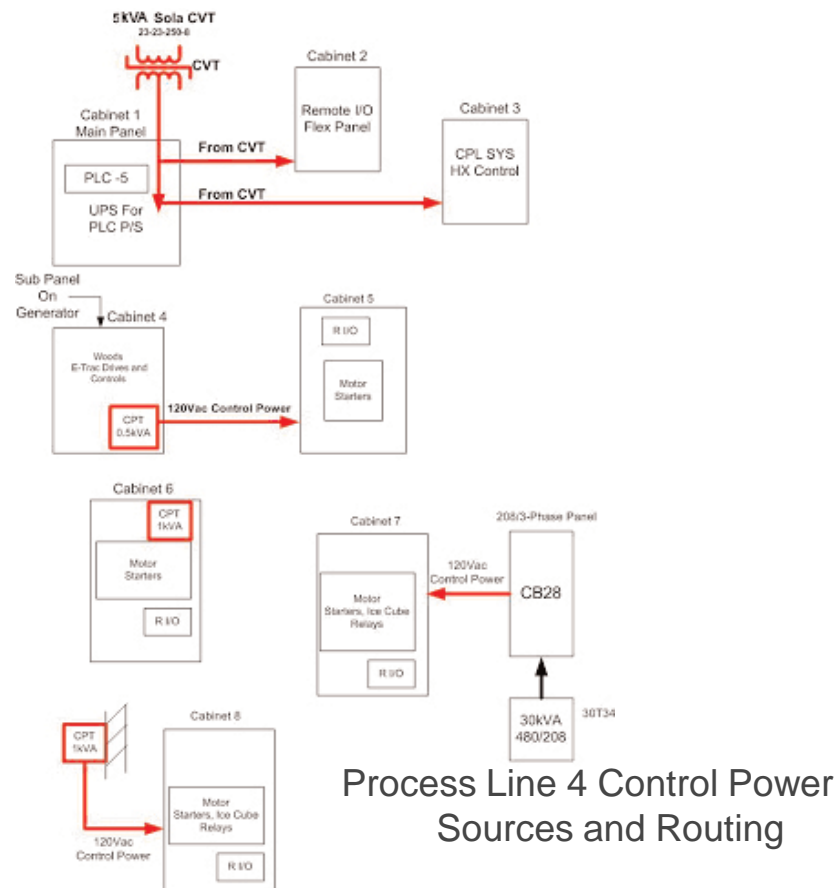 5kVA Sola CVT
23-23-250-8
CVT
Cabinet 2
Remote I/O
Flex Panel
Cabinet 3
CPL SYS
HX Control
Cabinet 1
Main Panel
PLC -5
UPS For
PLC P/S
From CVT
From CVT
Sub Panel
On
Generator
Cabinet 4
Woods
E-Trac Drives and
Controls
CPT
0.5kVA
120Vac Control Power
Cabinet 5
R I/O
Motor
Starters
Cabinet 6
CPT
1kVA
Motor
Starters
R I/O
Cabinet 7
Motor
Starters, Ice Cube
Relays
R I/O
120Vac
Control Power
208/3-Phase Panel
CB28
30kVA
480/208
30T34
CPT
1kVA
120Vac
Control Power
Cabinet 8
Motor
Starters, Ice Cube
Relays
R I/O
Process Line 4 Control Power
Sources and Routing